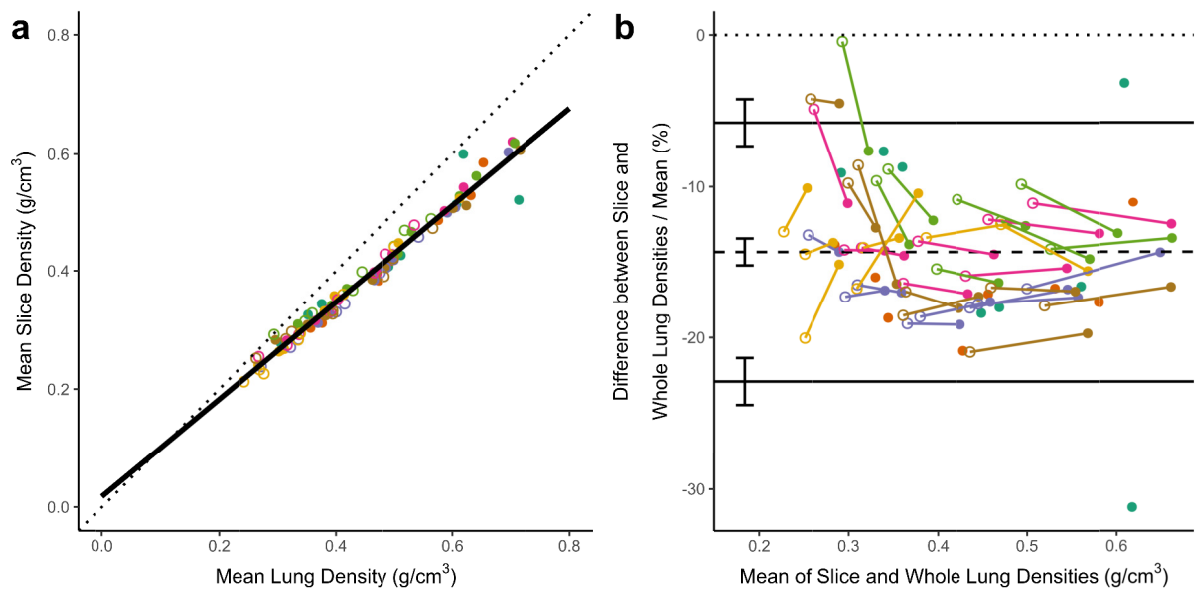 a
0.8
0.6
0.4
0.2
0.0
Mean Slice Density (g/cm³)
0.0 0.2 0.4 0.6 0.8
Mean Lung Density (g/cm³)
b
0
-10
-20
-30
Difference between Slice and
Whole Lung Densities / Mean (%)
0.2 0.3 0.4 0.5 0.6
Mean of Slice and Whole Lung Densities (g/cm³)